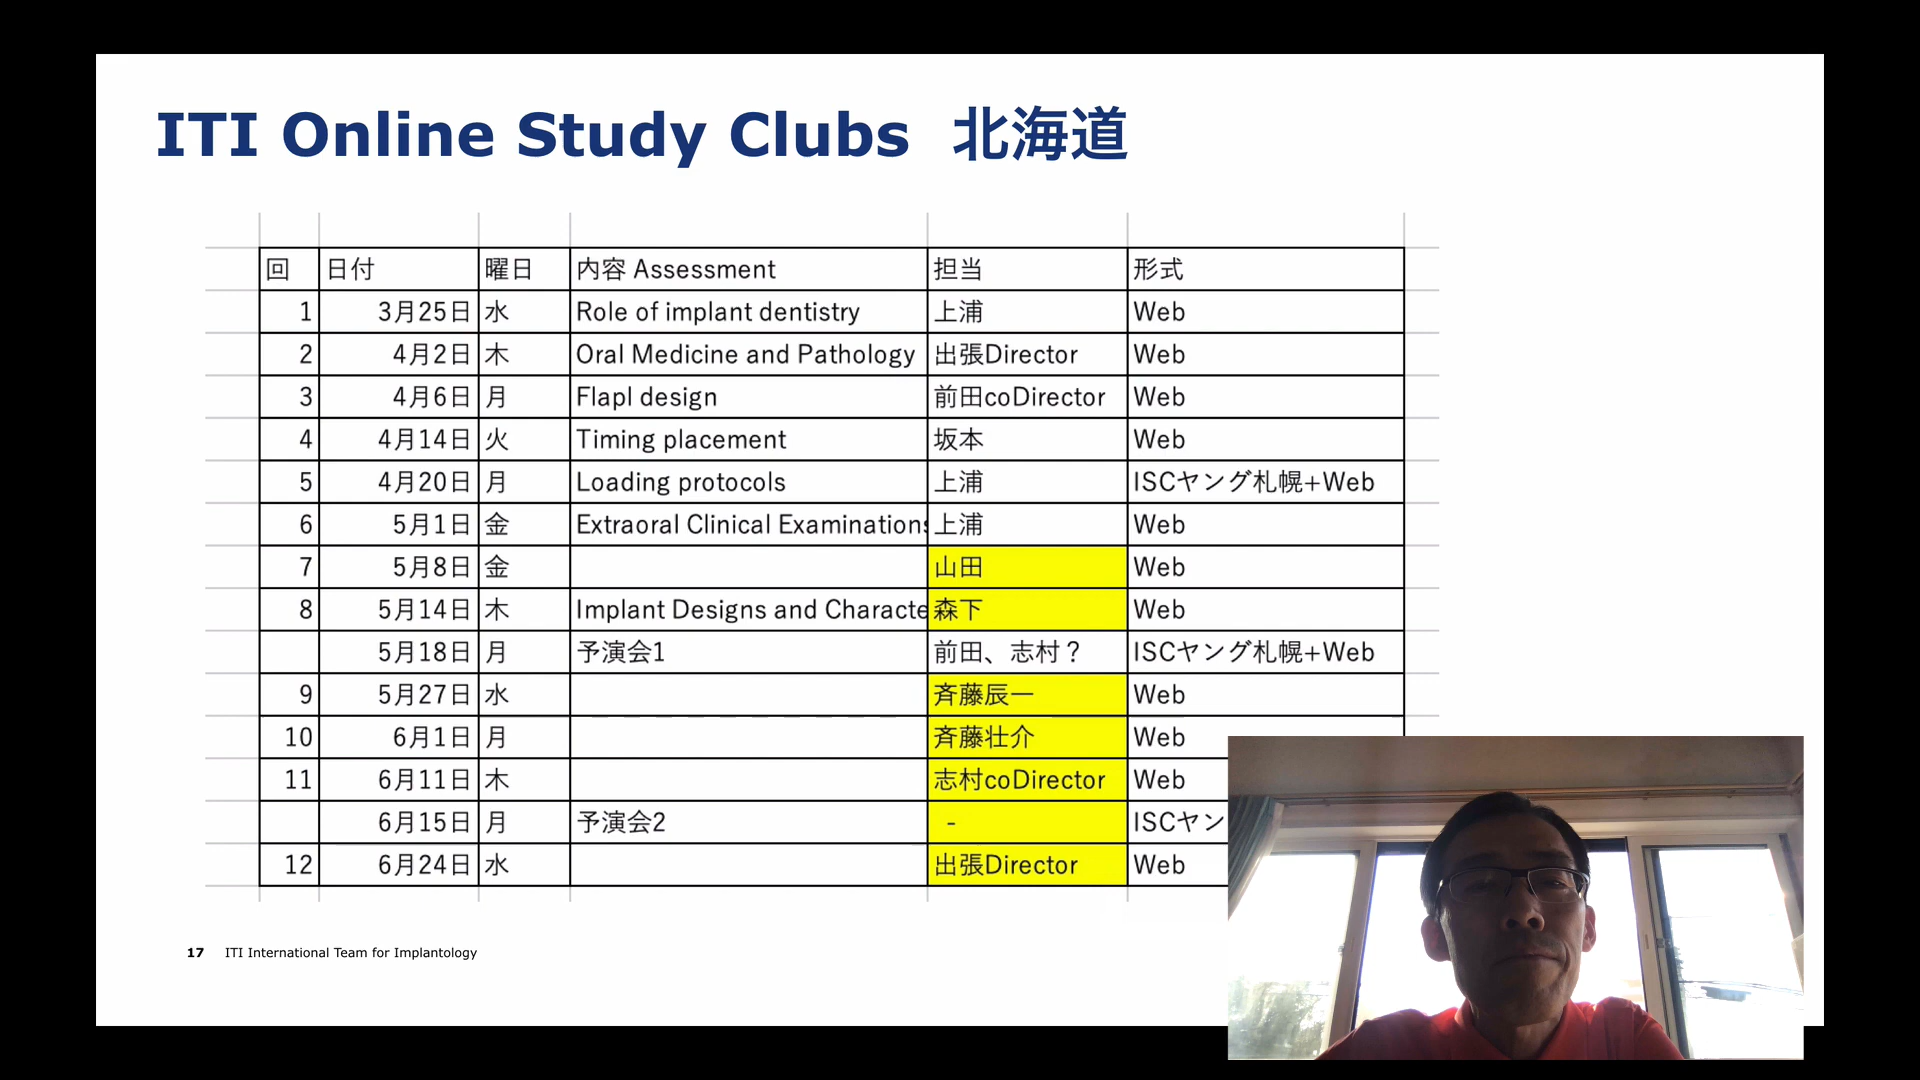 ITI Online Study Clubs 北海道
回 日付 曜日 内容 Assessment 担当 形式
1 3月25日 水 Role of implant dentistry 上浦 Web
2 4月2日 木 Oral Medicine and Pathology 出張Director Web
3 4月6日 月 Flapl design 前田coDirector Web
4 4月14日 火 Timing placement 坂本 Web
5 4月20日 月 Loading protocols 上浦 ISCヤング札幌+Web
6 5月1日 金 Extraoral Clinical Examinations 上浦 Web
7 5月8日 金 山田 Web
8 5月14日 木 Implant Designs and Characte 森下 Web
5月18日 月 予演会1 前田、志村？ ISCヤング札幌+Web
9 5月27日 水 斉藤辰一 Web
10 6月1日 月 斉藤壮介 Web
11 6月11日 木 志村coDirector Web
6月15日 月 予演会2 - ISCヤン
12 6月24日 水 出張Director Web
17 ITI International Team for Implantology